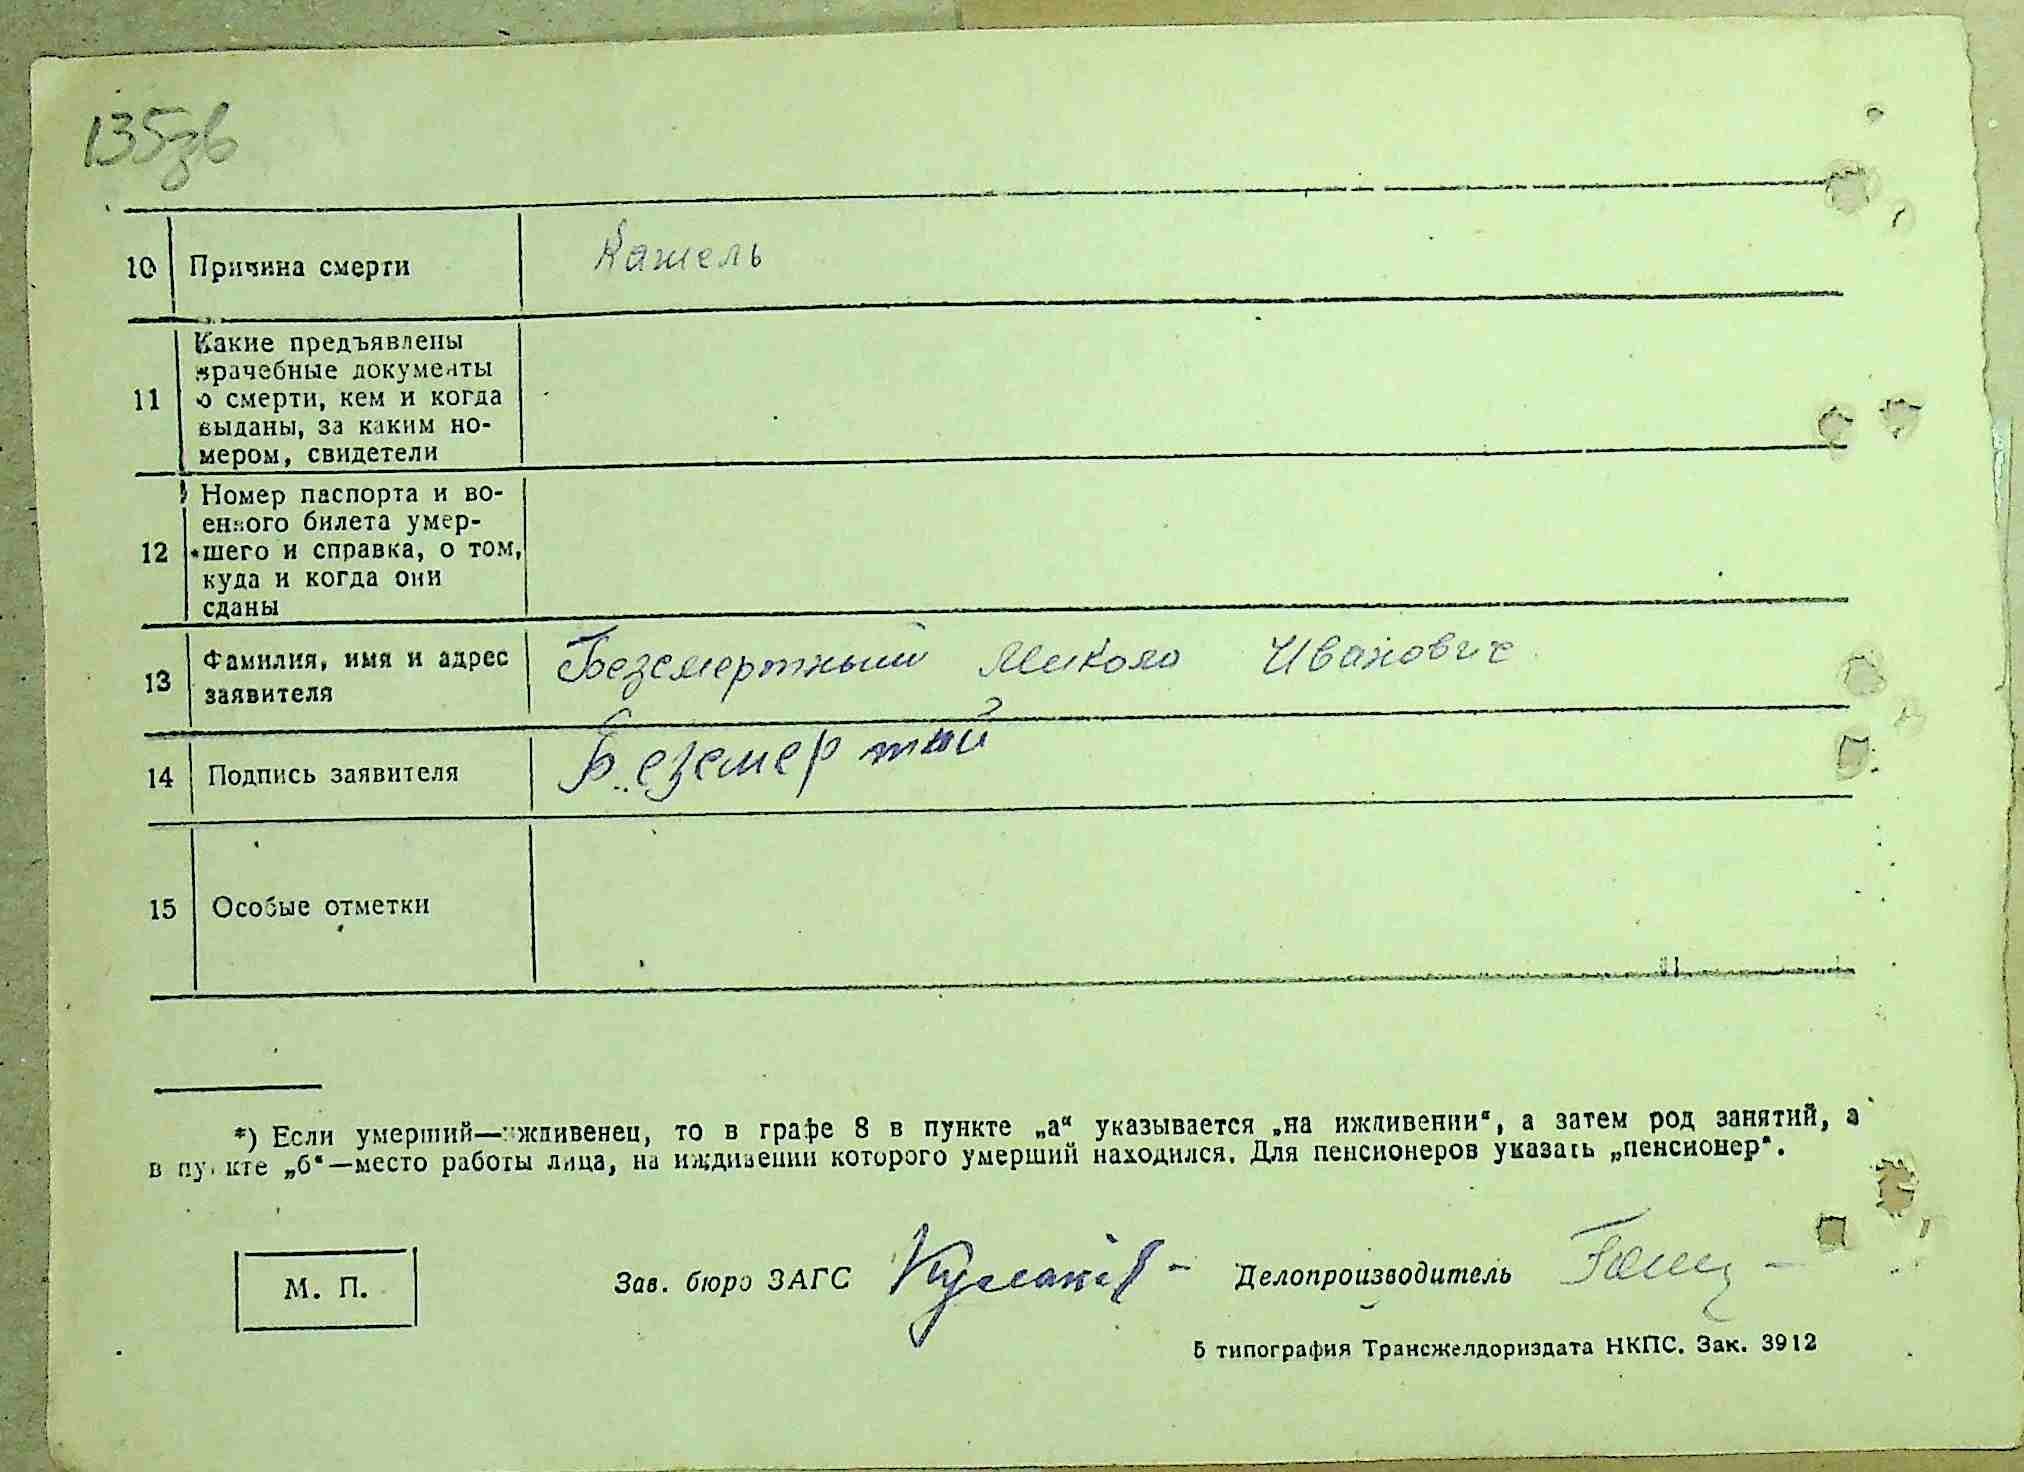 135зв
10 Причина смерти Кашель
11 Какие предъявлены
врачебные документы
о смерти, кем и когда
выданы, за каким но-
мером, свидетели
12 Номер паспорта и во-
енного билета умер-
шего и справка, о том,
куда и когда они
сданы
13 Фамилия, имя и адрес
заявителя
Безсмертный Микола Иванович
14 Подпись заявителя Безсмертный
15 Особые отметки
*) Если умерший—иждивенец, то в графе 8 в пункте „а“ указывается „на иждивении“, а затем род занятий, а
в пункте „б“—место работы лица, на иждивении которого умерший находился. Для пенсионеров указать „пенсионер“.
М. П. Зав. бюро ЗАГС Делопроизводитель
5 типография Трансжелдориздата НКПС. Зак. 3912